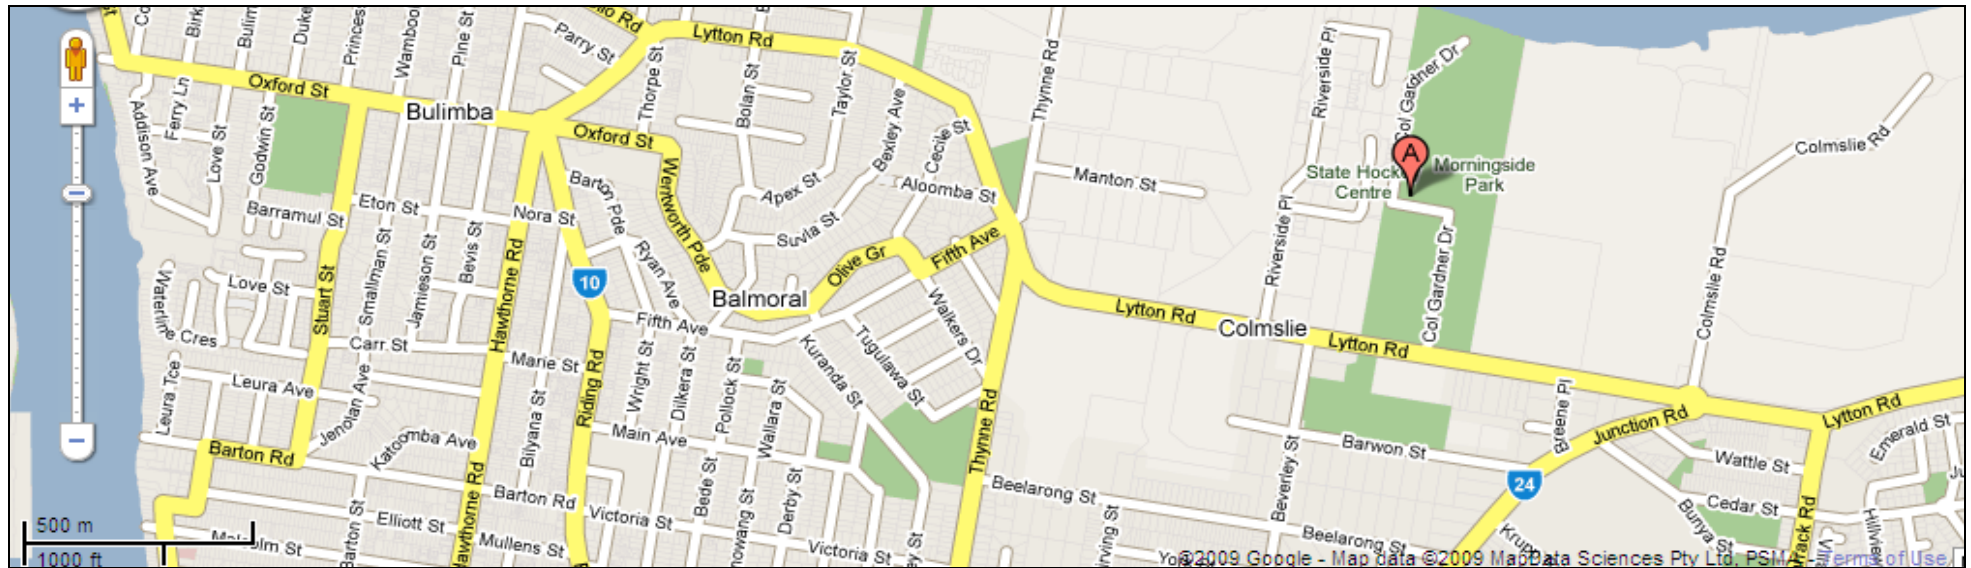 Lytton Rd
Parry St
Thorpe St
Bolan St
Taylor St
Thynne Rd
Riverside Pl
Col Gardner Dr
Pine St
Oxford St
Bulimba
Oxford St
Addison Ave
Ferry Ln
Love St
Godwin St
Bexley Ave
Cecile St
Colmslie Rd
A
State Hocke
Centre
Morningside
Park
Manton St
Aloomba St
Apex St
Suvla St
Barton Pde
Wentworth Pde
Barramul St
Eton St
Nora St
Riverside Pl
Fifth Ave
Olive Gr
Ryan Ave
Smallman St
Jamieson St
Bevis St
Hawthorne Rd
10
Col Gardner Dr
Colmslie Rd
Waterline Cres
Love St
Stuart St
Balmoral
Walkers Dr
Lytton Rd
Colmslie
Lytton Rd
Fifth Ave
Carr St
Marie St
Tugulawa St
Kuranda St
Leura Tce
Leura Ave
Jenolan Ave
Riding Rd
Wright St
Dilkera St
Pollock St
Wallara St
Thynne Rd
Greene Pl
Junction Rd
Lytton Rd
Emerald St
Katoomba Ave
Bilyana St
Main Ave
Barwon St
Beverley St
Wattle St
Barton Rd
24
Barton Rd
Bede St
Derby St
Beelarong St
Cedar St
Bunya St
Hawthorne Rd
Elliott St
Mullens St
Victoria St
Victoria St
Beelarong St
500 m
1000 ft
©2009 Google - Map data ©2009 MapData Sciences Pty Ltd, PSMA - Terms of Use